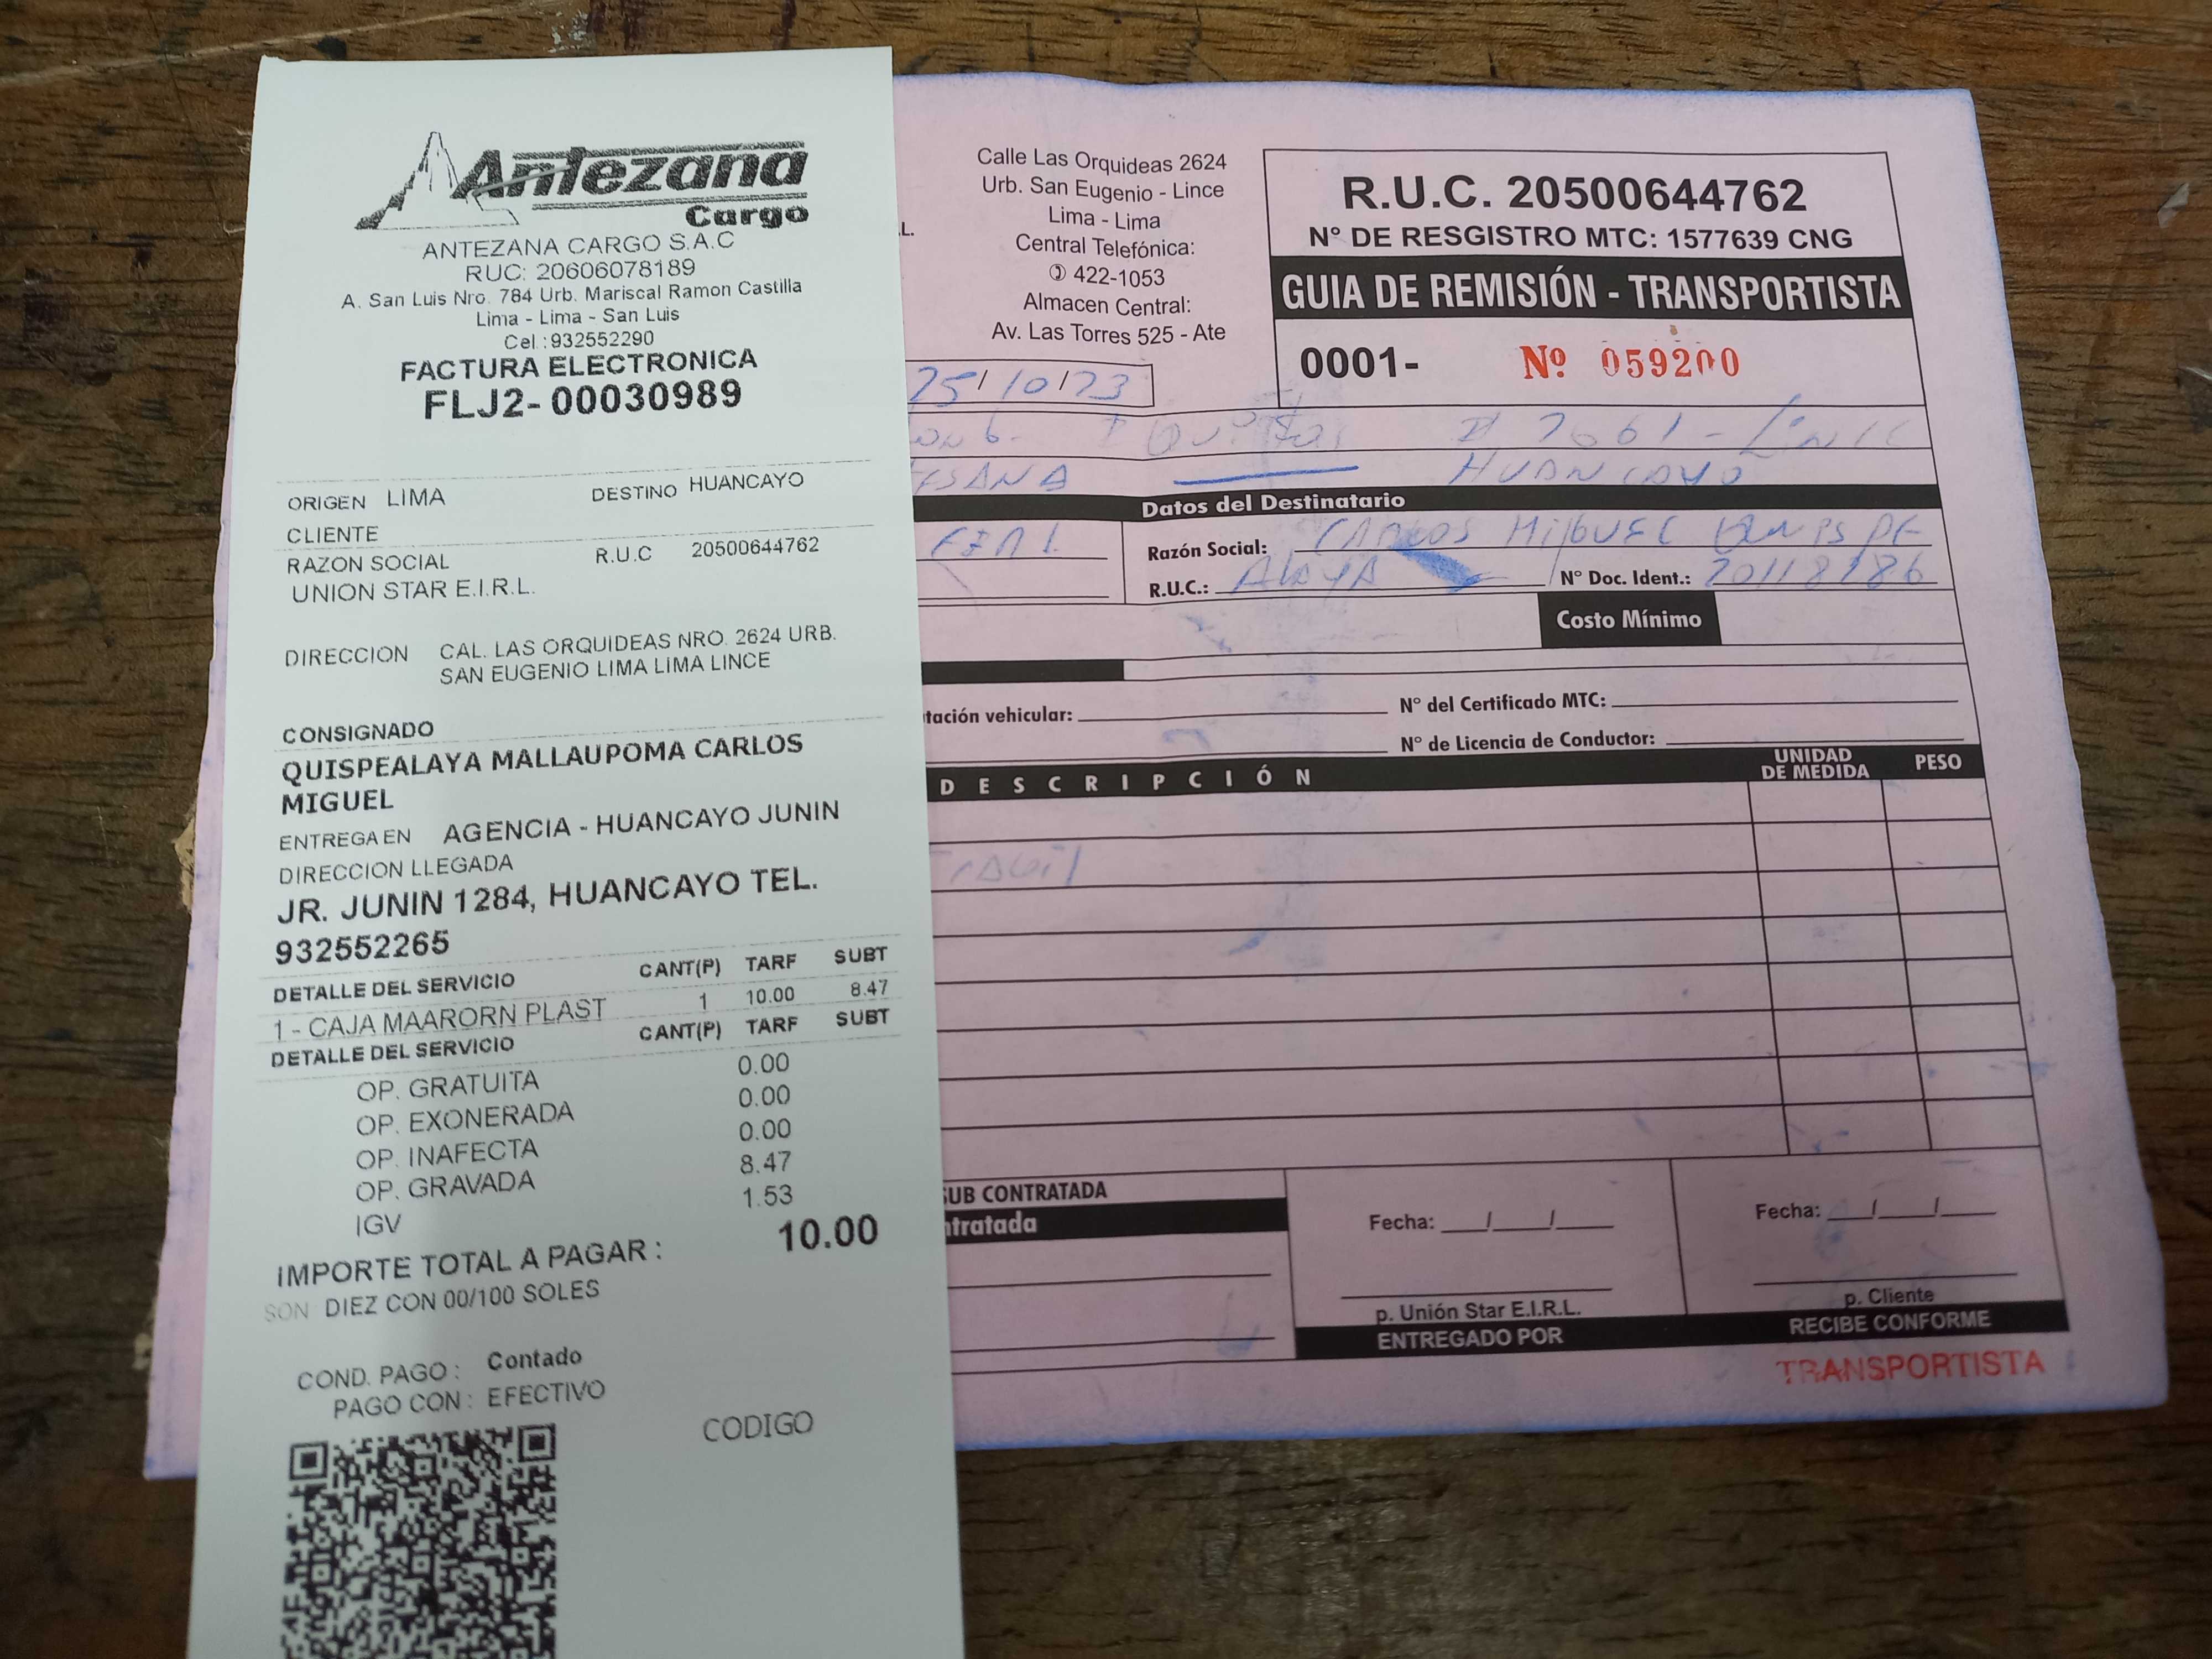 Antezana
Cargo
ANTEZANA CARGO S.A.C
RUC: 20606078189
A. San Luis Nro. 784 Urb. Mariscal Ramon Castilla
Lima - Lima - San Luis
Cel.:932552290
FACTURA ELECTRONICA
FLJ2- 00030989
ORIGEN LIMA DESTINO HUANCAYO
CLIENTE
RAZON SOCIAL R.U.C 20500644762
UNION STAR E.I.R.L.
DIRECCION CAL. LAS ORQUIDEAS NRO. 2624 URB.
SAN EUGENIO LIMA LIMA LINCE
CONSIGNADO
QUISPEALAYA MALLAUPOMA CARLOS
MIGUEL
ENTREGA EN AGENCIA - HUANCAYO JUNIN
DIRECCION LLEGADA
JR. JUNIN 1284, HUANCAYO TEL.
932552265
DETALLE DEL SERVICIO CANT(P) TARF SUBT
1 - CAJA MAARORN PLAST 1 10.00 8.47
DETALLE DEL SERVICIO CANT(P) TARF SUBT
OP. GRATUITA 0.00
OP. EXONERADA 0.00
OP. INAFECTA 0.00
OP. GRAVADA 8.47
IGV 1.53
IMPORTE TOTAL A PAGAR : 10.00
SON DIEZ CON 00/100 SOLES
COND. PAGO : Contado
PAGO CON : EFECTIVO
CODIGO
L.
Calle Las Orquideas 2624
Urb. San Eugenio - Lince
Lima - Lima
Central Telefónica:
422-1053
Almacen Central:
Av. Las Torres 525 - Ate
R.U.C. 20500644762
N° DE RESGISTRO MTC: 1577639 CNG
GUIA DE REMISIÓN - TRANSPORTISTA
0001- Nº 059200
25/10/23
HUANCAYO
Datos del Destinatario
Razón Social: CARLOS MIGUEL
R.U.C.: ALAYA N° Doc. Ident.: 20118286
Costo Mínimo
tación vehicular: N° del Certificado MTC:
N° de Licencia de Conductor:
DESCRIPCIÓN UNIDAD DE MEDIDA PESO
SUB CONTRATADA
ntratada
Fecha: / / Fecha: / /
p. Unión Star E.I.R.L. p. Cliente
ENTREGADO POR RECIBE CONFORME
TRANSPORTISTA